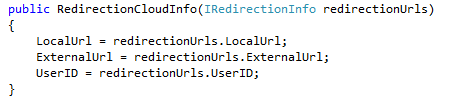 public RedirectionCloudInfo(IRedirectionInfo redirectionUrls)
{
    LocalUrl = redirectionUrls.LocalUrl;
    ExternalUrl = redirectionUrls.ExternalUrl;
    UserID = redirectionUrls.UserID;
}